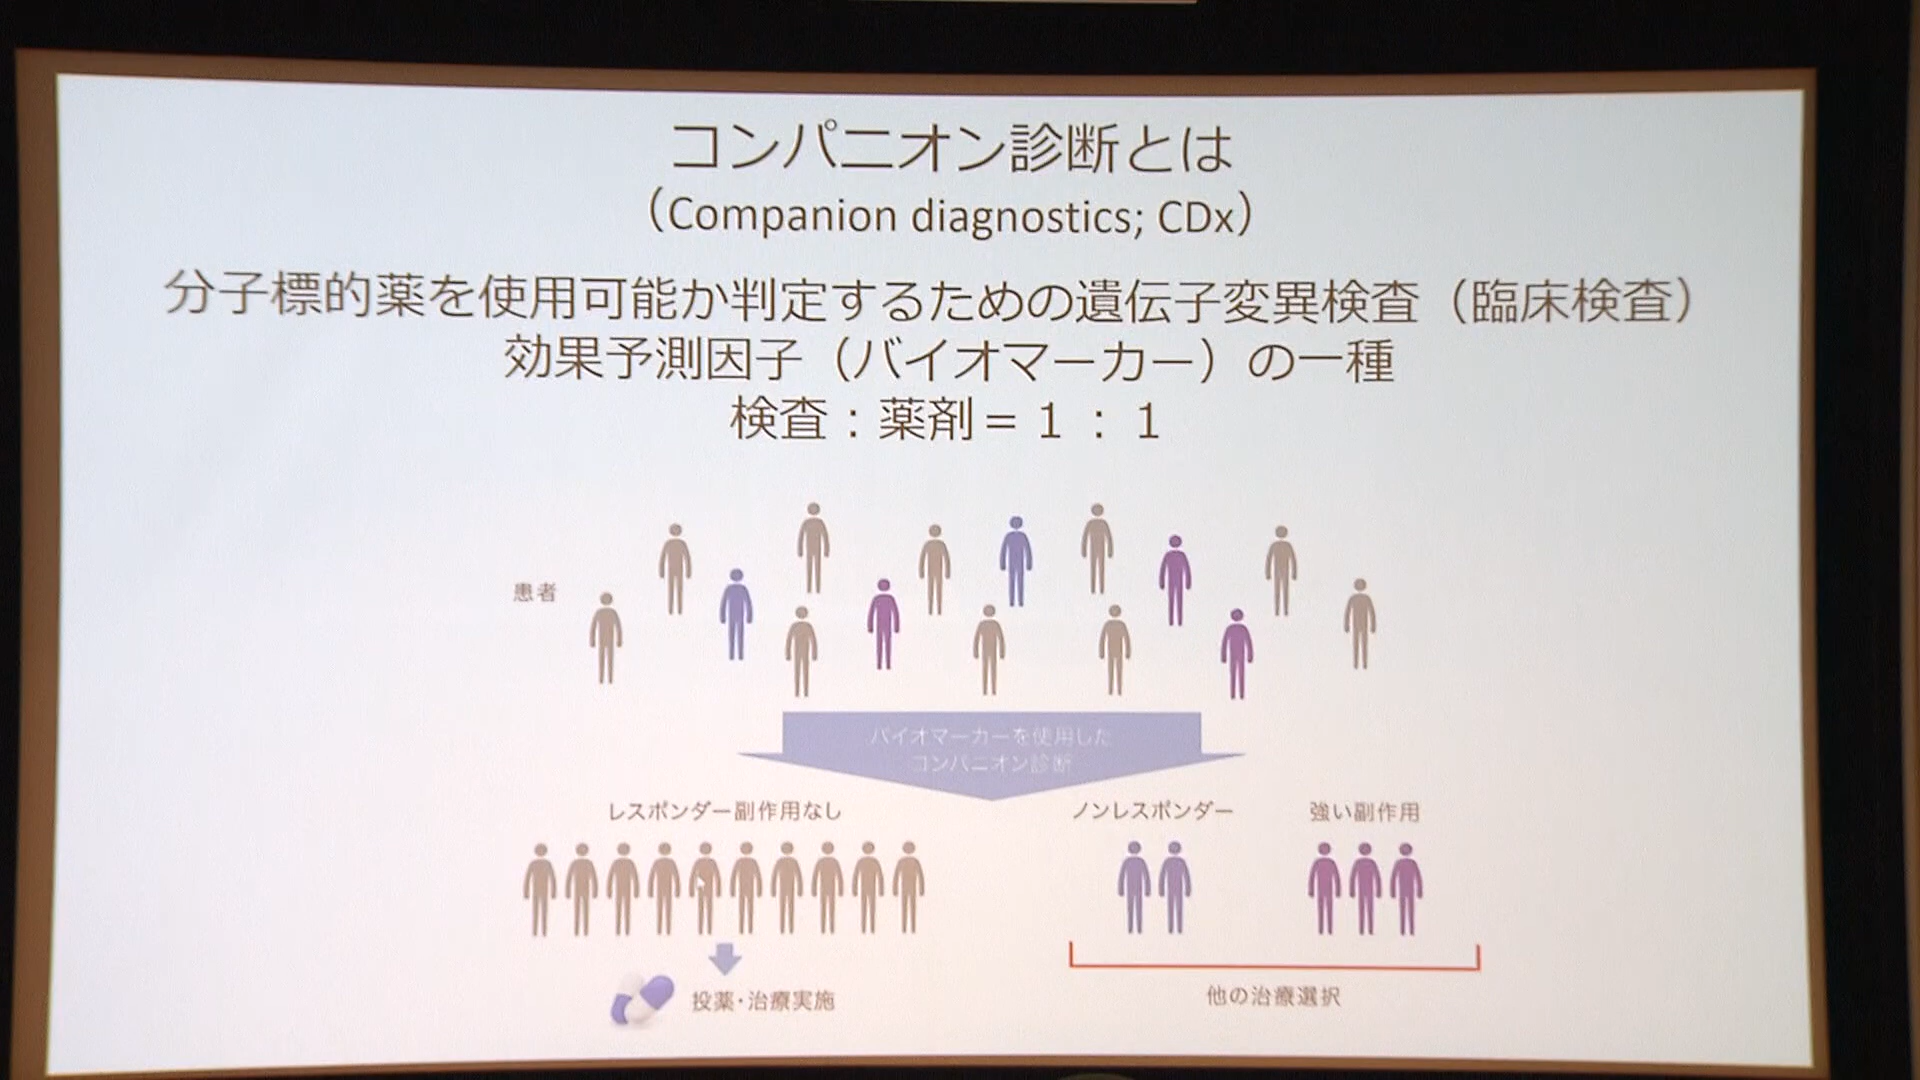 コンパニオン診断とは
（Companion diagnostics; CDx）
分子標的薬を使用可能か判定するための遺伝子変異検査（臨床検査）
効果予測因子（バイオマーカー）の一種
検査：薬剤＝１：１
患者
バイオマーカーを使用した
コンパニオン診断
レスポンダー副作用なし
ノンレスポンダー
強い副作用
投薬・治療実施
他の治療選択